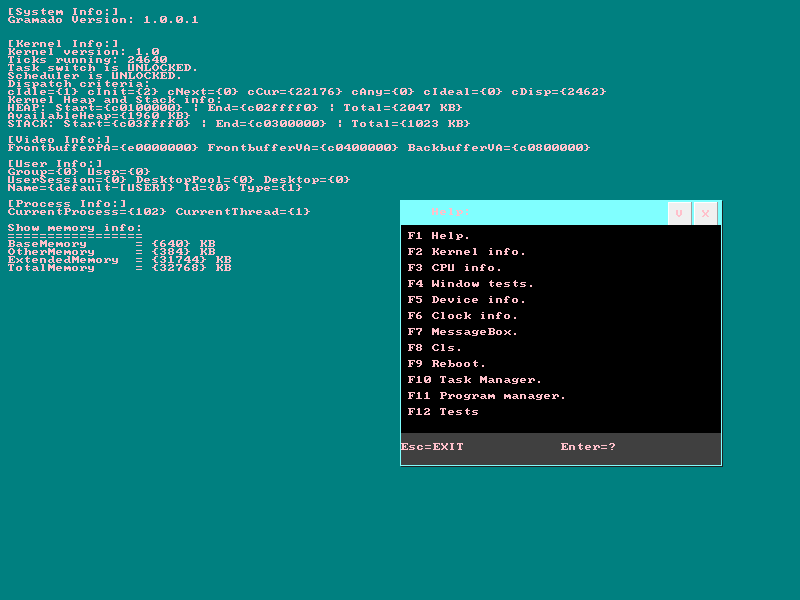 [System Info:]
Gramado Version: 1.0.0.1
[Kernel Info:]
Kernel version: 1.0
Ticks running: 24640
Task switch is UNLOCKED.
Scheduler is UNLOCKED.
Dispatch criteria:
cIdle={1} cInit={2} cNext={0} cCur={22176} cAny={0} cIdeal={0} cDisp={2462}
Kernel Heap and Stack info:
HEAP: Start={c0100000} | End={c02ffff0} | Total={2047 KB}
AvailableHeap={1960 KB}
STACK: Start={c03ffff0} | End={c0300000} | Total={1023 KB}
[Video Info:]
FrontbufferPA={e0000000} FrontbufferVA={c0400000} BackbufferVA={c0800000}
[User Info:]
Group={0} User={0}
UserSession={0} DesktopPool={0} Desktop={0}
Name={default-[USER]} Id={0} Type={1}
[Process Info:]
CurrentProcess={102} CurrentThread={1}
Show memory info:
=================
BaseMemory = {640} KB
OtherMemory = {384} KB
ExtendedMemory = {31744} KB
TotalMemory = {32768} KB
Help:
V X
F1 Help.
F2 Kernel info.
F3 CPU info.
F4 Window tests.
F5 Device info.
F6 Clock info.
F7 MessageBox.
F8 Cls.
F9 Reboot.
F10 Task Manager.
F11 Program manager.
F12 Tests
Esc=EXIT Enter=?